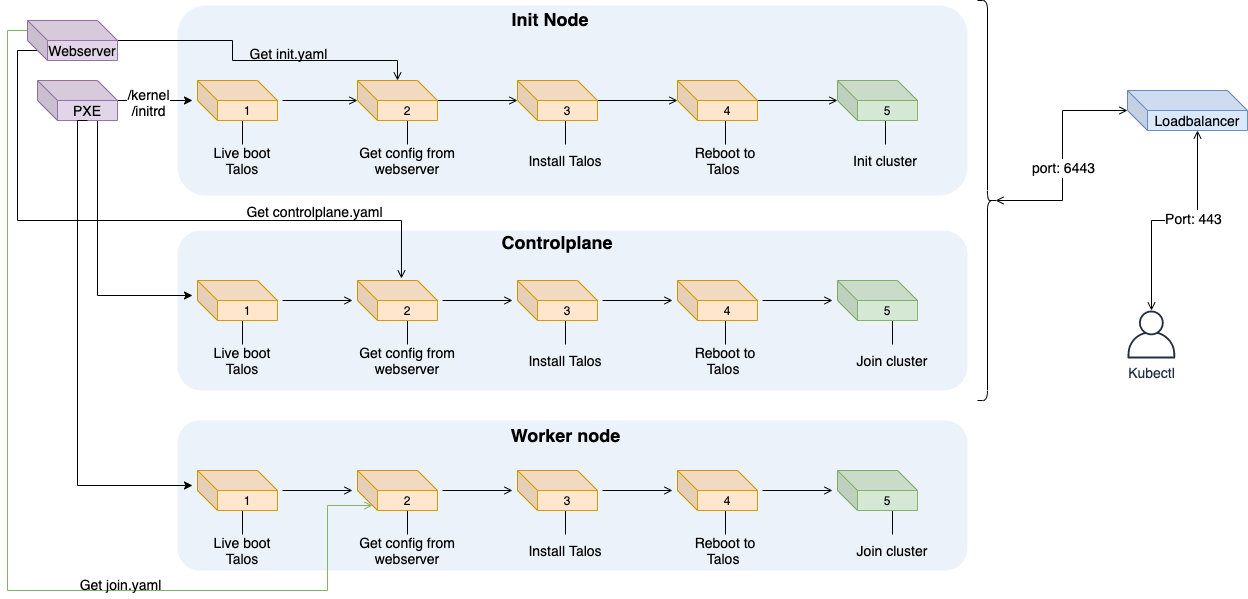 Init Node
Webserver
Get init.yaml
PXE
/kernel
/initrd
1
2
3
4
5
Live boot
Talos
Get config from
webserver
Install Talos
Reboot to
Talos
Init cluster
Get controlplane.yaml
Controlplane
1
2
3
4
5
Live boot
Talos
Get config from
webserver
Install Talos
Reboot to
Talos
Join cluster
Worker node
1
2
3
4
5
Live boot
Talos
Get config from
webserver
Install Talos
Reboot to
Talos
Join cluster
Get join.yaml
Loadbalancer
port: 6443
Port: 443
Kubectl